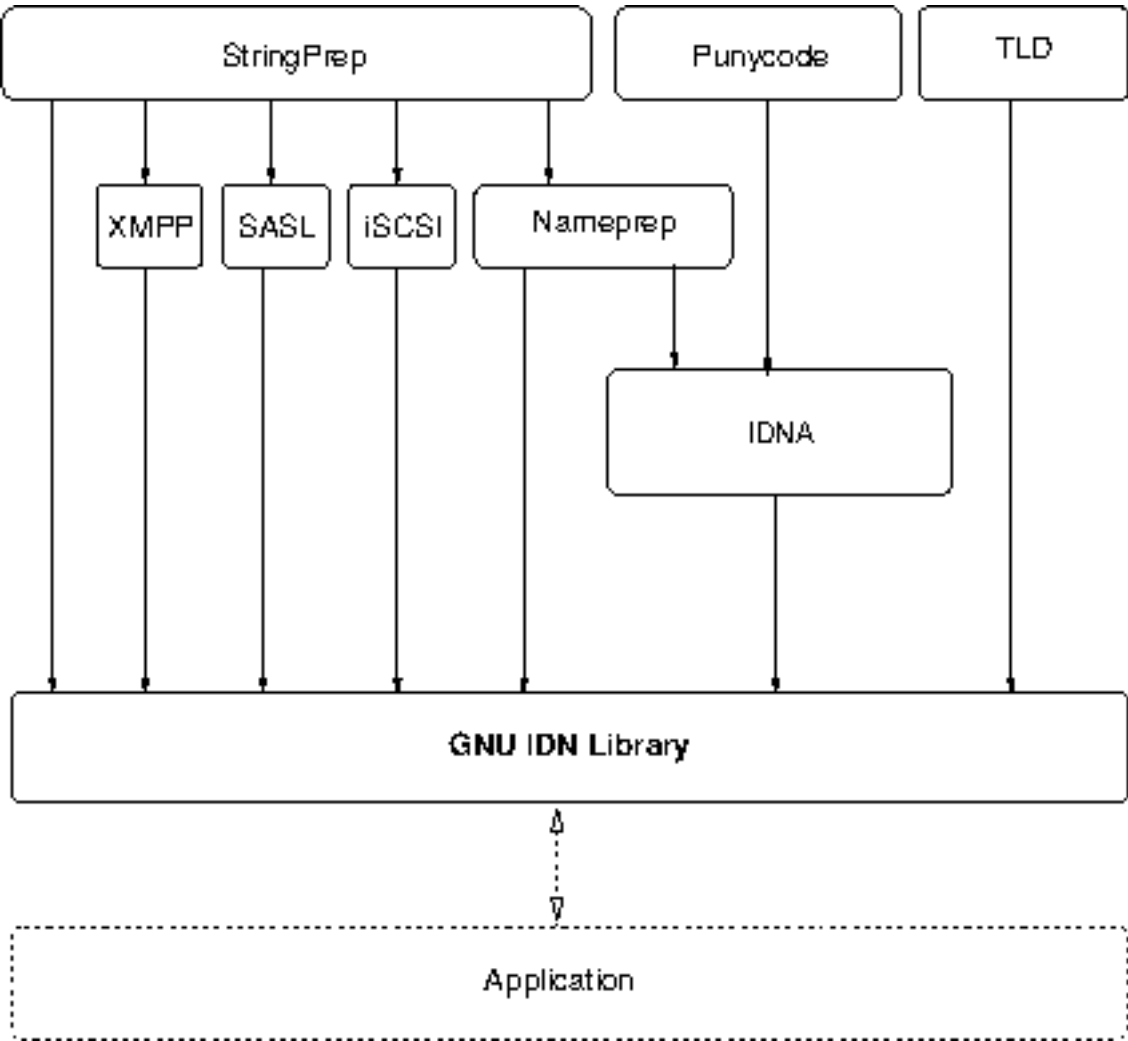 StringPrep
Punycode
TLD
XMPP
SASL
iSCSI
Nameprep
IDNA
GNU IDN Library
Application